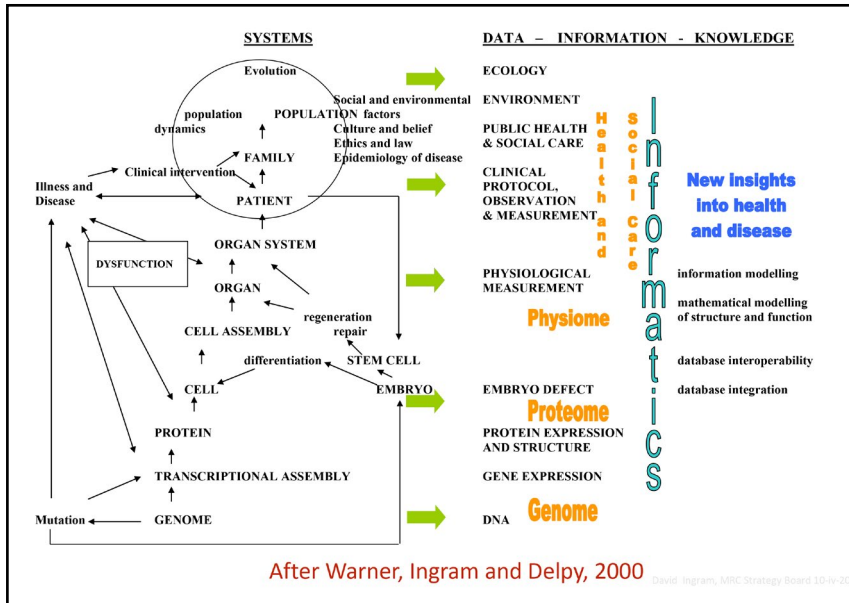 SYSTEMS
DATA – INFORMATION - KNOWLEDGE
Evolution
population
dynamics
POPULATION
Social and environmental
factors
Culture and belief
Ethics and law
Epidemiology of disease
FAMILY
Clinical intervention
PATIENT
Illness and
Disease
DYSFUNCTION
ORGAN SYSTEM
ORGAN
regeneration
repair
CELL ASSEMBLY
differentiation
STEM CELL
CELL
EMBRYO
PROTEIN
TRANSCRIPTIONAL ASSEMBLY
Mutation
GENOME
ECOLOGY
ENVIRONMENT
PUBLIC HEALTH
& SOCIAL CARE
CLINICAL
PROTOCOL,
OBSERVATION
& MEASUREMENT
PHYSIOLOGICAL
MEASUREMENT
Physiome
EMBRYO DEFECT
Proteome
PROTEIN EXPRESSION
AND STRUCTURE
GENE EXPRESSION
DNA
Genome
Health and
Social Care
Informatics
New insights
into health
and disease
information modelling
mathematical modelling
of structure and function
database interoperability
database integration
After Warner, Ingram and Delpy, 2000
David Ingram, MRC Strategy Board 10-iv-20